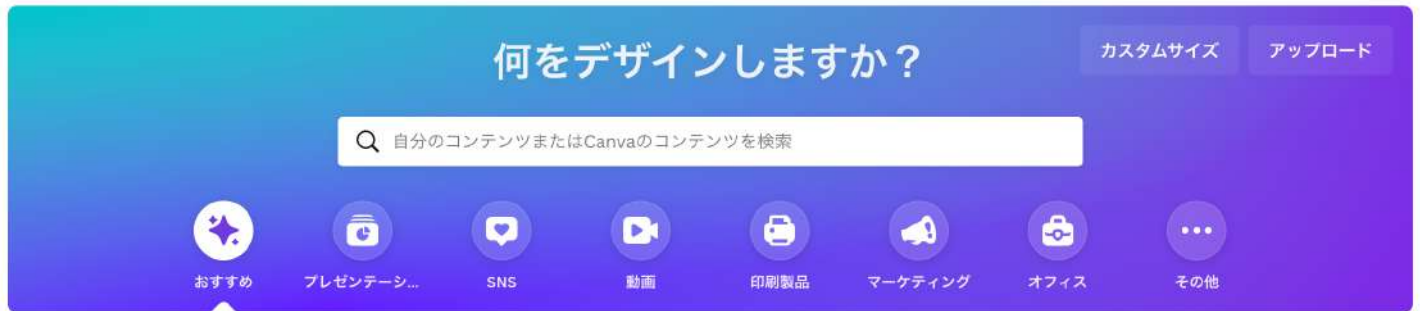 何をデザインしますか？
カスタムサイズ
アップロード
自分のコンテンツまたはCanvaのコンテンツを検索
おすすめ
プレゼンテーシ...
SNS
動画
印刷製品
マーケティング
オフィス
その他